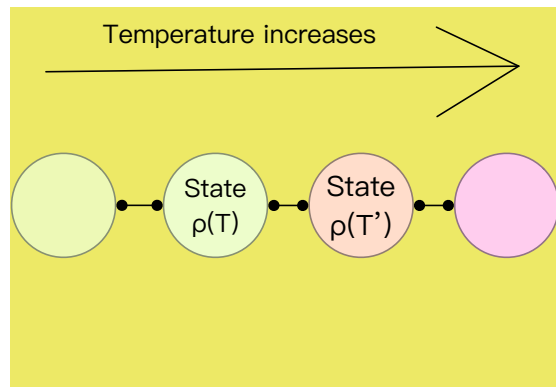 Temperature increases
State
ρ(T)
State
ρ(T’)